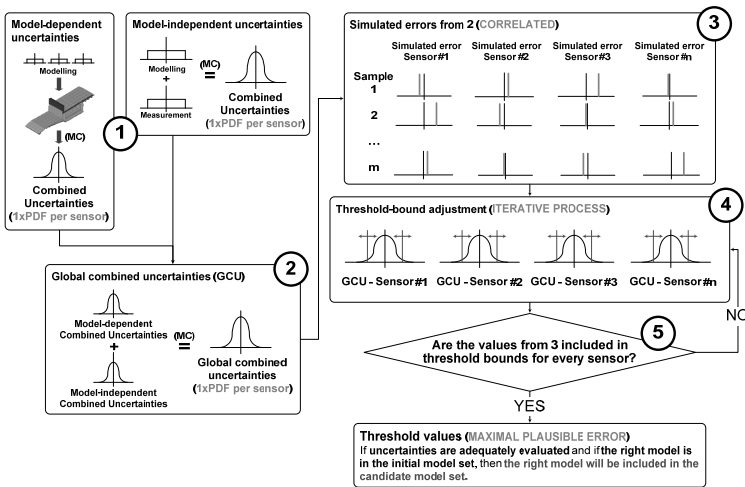 Model-dependent
uncertainties
Modelling
(MC)
Combined
Uncertainties
(1xPDF per sensor)
1
Model-independent uncertainties
Modelling
+
Measurement
(MC)
=
Combined
Uncertainties
(1xPDF per sensor)
2
Global combined uncertainties (GCU)
Model-dependent
Combined Uncertainties
+
Model-independent
Combined Uncertainties
(MC)
=
Global combined
uncertainties
(1xPDF per sensor)
3
Simulated errors from 2 (CORRELATED)
Simulated error
Sensor#1
Simulated error
Sensor #2
Simulated error
Sensor #3
Simulated error
Sensor #n
Sample
1
2
...
m
4
Threshold-bound adjustment (ITERATIVE PROCESS)
GCU - Sensor#1
GCU - Sensor#2
GCU - Sensor#3
GCU - Sensor#n
NO
5
Are the values from 3 included in
threshold bounds for every sensor?
YES
Threshold values (MAXIMAL PLAUSIBLE ERROR)
If uncertainties are adequately evaluated and if the right model is
in the initial model set, then the right model will be included in the
candidate model set.